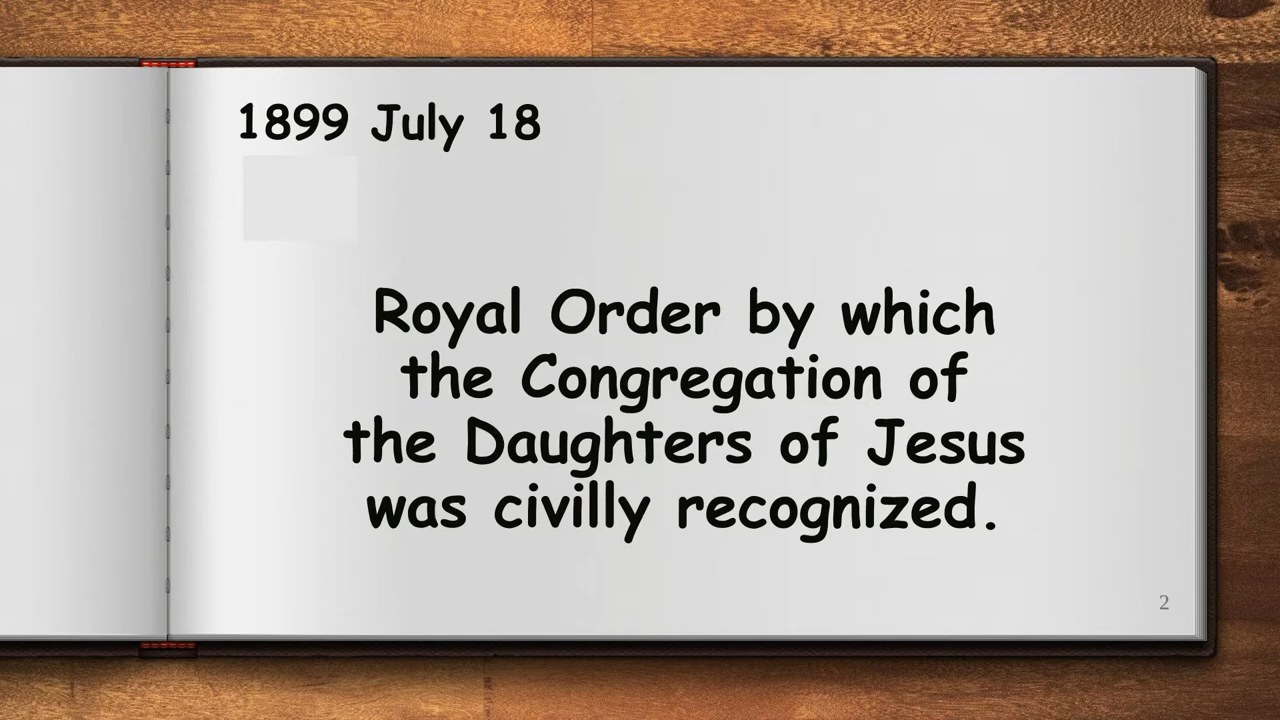 1899 July 18
Royal Order by which
the Congregation of
the Daughters of Jesus
was civilly recognized.
2